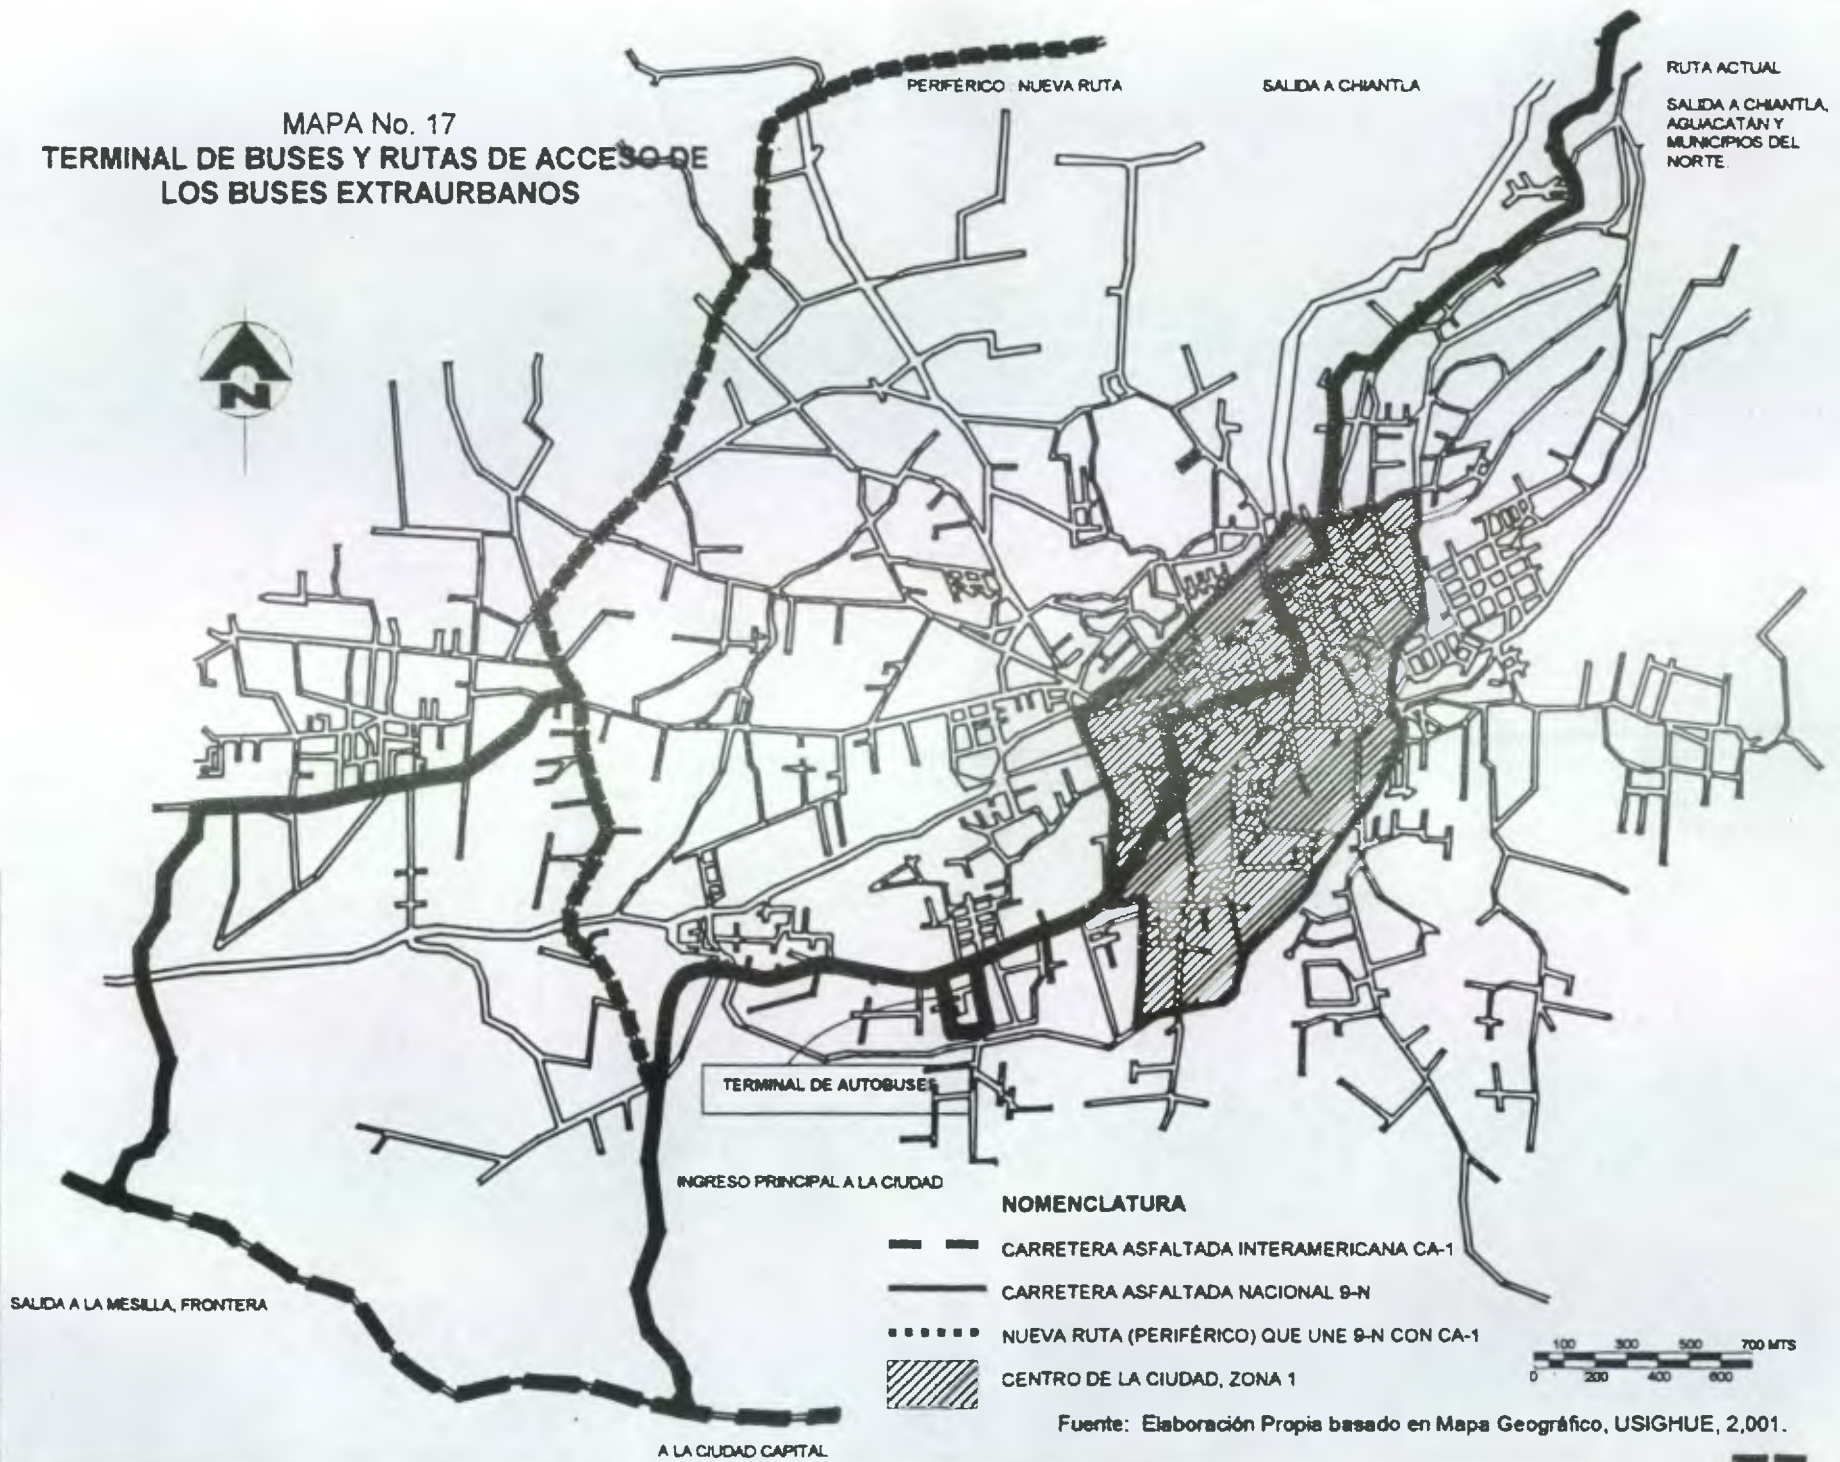 MAPA No. 17
TERMINAL DE BUSES Y RUTAS DE ACCESO DE
LOS BUSES EXTRAURBANOS
PERIFÉRICO NUEVA RUTA
SALIDA A CHIANTLA
RUTA ACTUAL
SALIDA A CHIANTLA,
AGUACATÁN Y
MUNICIPIOS DEL
NORTE.
N
TERMINAL DE AUTOBUSES
INGRESO PRINCIPAL A LA CIUDAD
SALIDA A LA MESILLA, FRONTERA
A LA CIUDAD CAPITAL
NOMENCLATURA
CARRETERA ASFALTADA INTERAMERICANA CA-1
CARRETERA ASFALTADA NACIONAL 9-N
NUEVA RUTA (PERIFÉRICO) QUE UNE 9-N CON CA-1
CENTRO DE LA CIUDAD, ZONA 1
100 300 500 700 MTS
0 200 400 600
Fuente: Elaboración Propia basado en Mapa Geográfico, USIGHUE, 2,001.